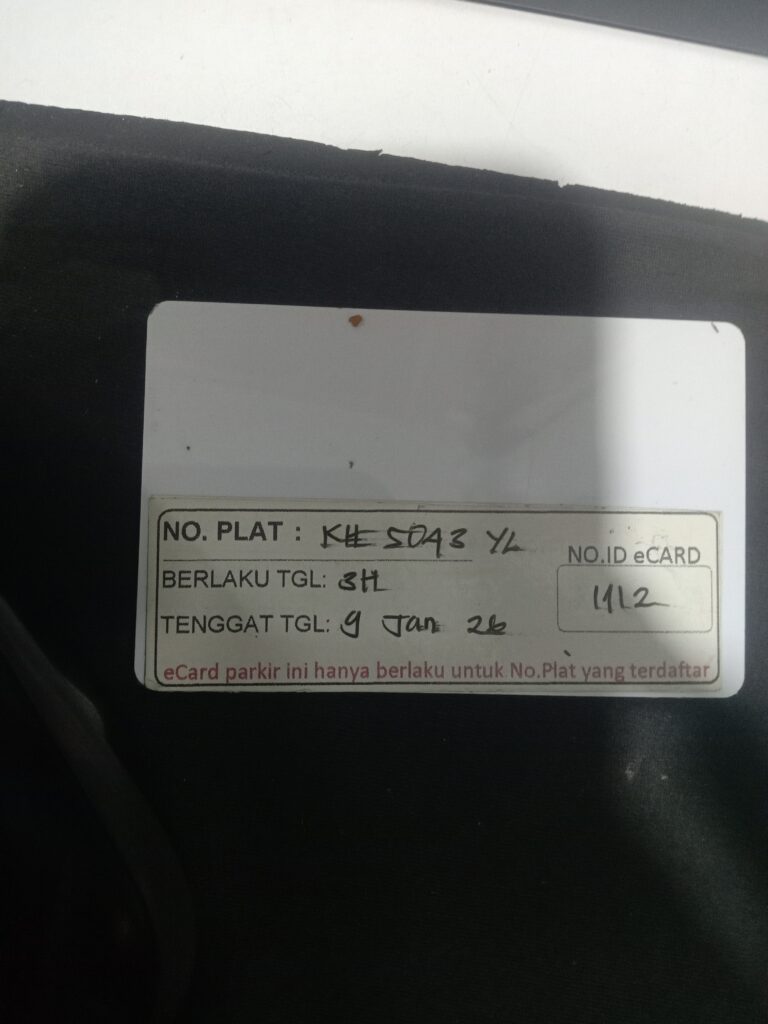 NO. PLAT : KH 5043 YL
BERLAKU TGL: 3H
TENGGAT TGL: 9 Jan 26
NO.ID eCARD
1112
eCard parkir ini hanya berlaku untuk No.Plat yang terdaftar